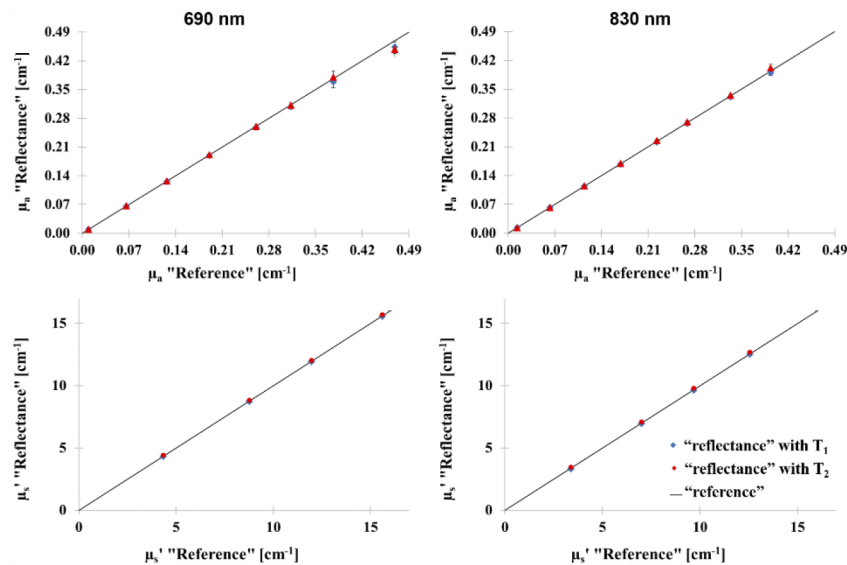 690 nm
0.49
0.42
0.35
0.28
0.21
0.14
0.07
0.00
μa "Reflectance" [cm-1]
0.00 0.07 0.14 0.21 0.28 0.35 0.42 0.49
μa "Reference" [cm-1]
830 nm
0.49
0.42
0.35
0.28
0.21
0.14
0.07
0.00
μa "Reflectance" [cm-1]
0.00 0.07 0.14 0.21 0.28 0.35 0.42 0.49
μa "Reference" [cm-1]
15
10
5
0
μs' "Reflectance" [cm-1]
0 5 10 15
μs' "Reference" [cm-1]
15
10
5
0
μs' "Reflectance" [cm-1]
0 5 10 15
μs' "Reference" [cm-1]
“reflectance” with T1
“reflectance” with T2
“reference”